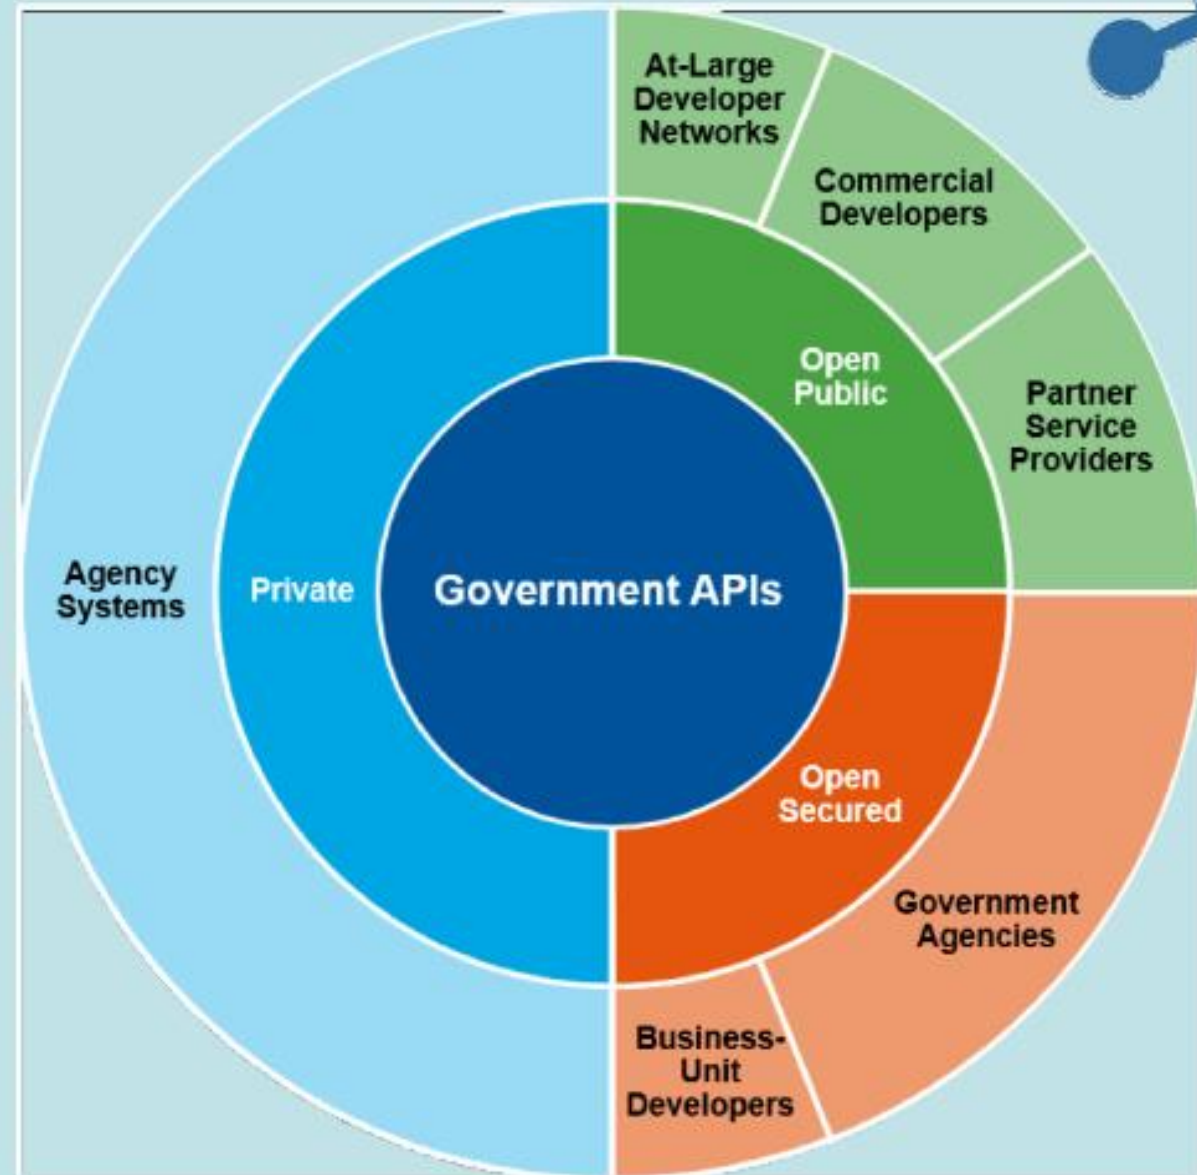 At-Large
Developer
Networks
Commercial
Developers
Open
Public
Partner
Service
Providers
Agency
Systems
Private
Government APIs
Open
Secured
Government
Agencies
Business-
Unit
Developers